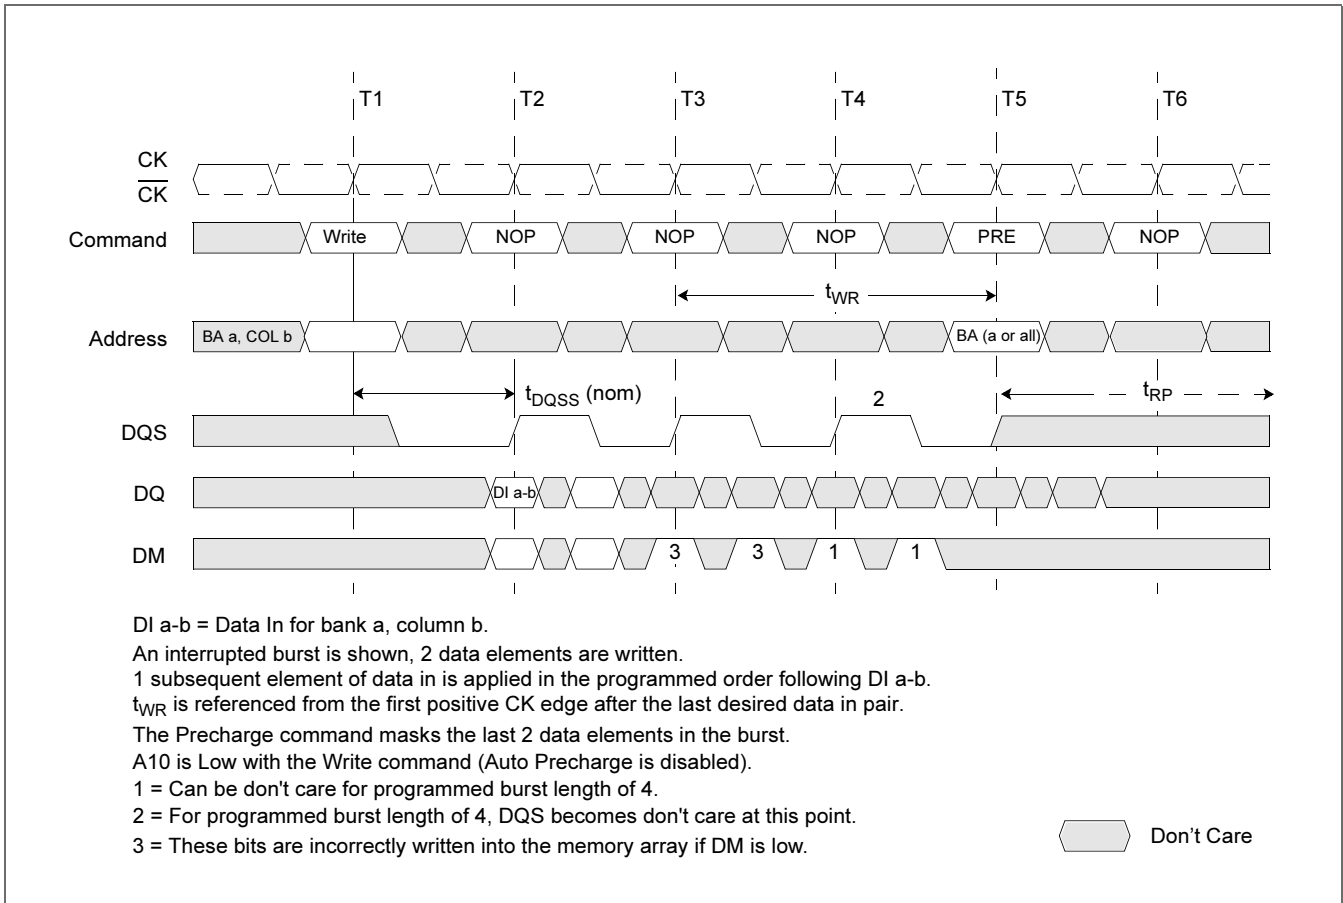 T1 T2 T3 T4 T5 T6
CK
CK
Command Write NOP NOP NOP PRE NOP
tWR
Address BA a, COL b BA (a or all)
tDQSS (nom) 2 tRP
DQS
DQ DI a-b
DM 3 3 1 1
DI a-b = Data In for bank a, column b.
An interrupted burst is shown, 2 data elements are written.
1 subsequent element of data in is applied in the programmed order following DI a-b.
tWR is referenced from the first positive CK edge after the last desired data in pair.
The Precharge command masks the last 2 data elements in the burst.
A10 is Low with the Write command (Auto Precharge is disabled).
1 = Can be don't care for programmed burst length of 4.
2 = For programmed burst length of 4, DQS becomes don't care at this point.
3 = These bits are incorrectly written into the memory array if DM is low.
Don't Care